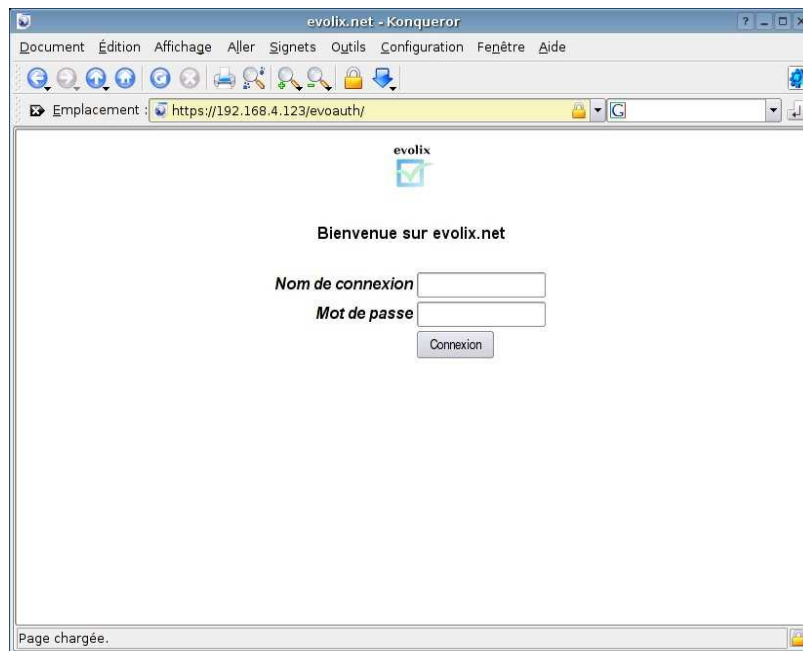 evolix.net - Konqueror
Document Édition Affichage Aller Signets Outils Configuration Fenêtre Aide
Emplacement : https://192.168.4.123/evoauth/
evolix
Bienvenue sur evolix.net
Nom de connexion
Mot de passe
Connexion
Page chargée.